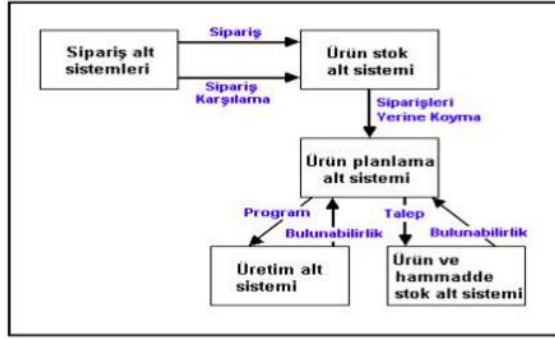 Sipariş
Sipariş alt
sistemleri
Ürün stok
alt sistemi
Sipariş
Karşılama
Siparişleri
Yerine Koyma
Ürün planlama
alt sistemi
Program
Bulunabilirlik
Talep
Bulunabilirlik
Üretim alt
sistemi
Ürün ve
hammadde
stok alt sistemi